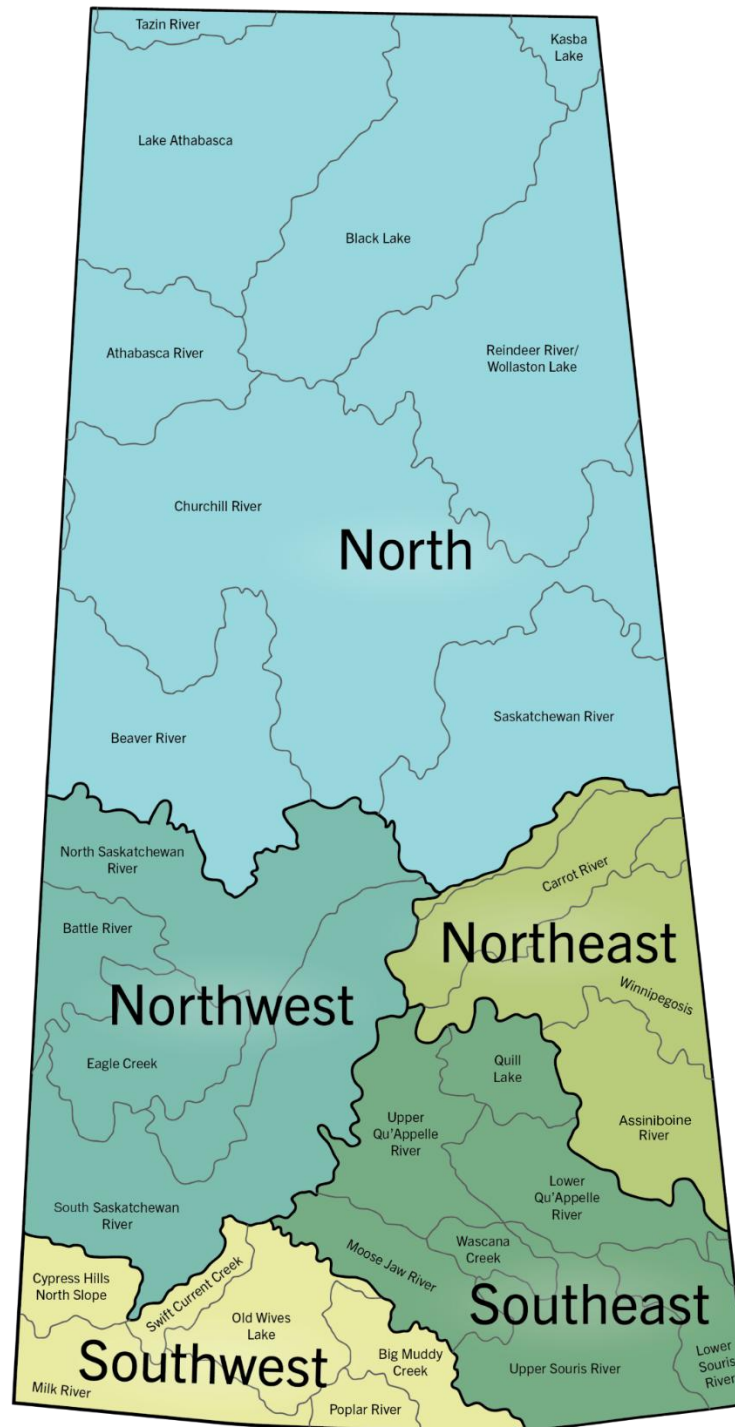 Tazin River
Kasba
Lake
Lake Athabasca
Black Lake
Athabasca River
Reindeer River/
Wollaston Lake
Churchill River
North
Saskatchewan River
Beaver River
North Saskatchewan
River
Carrot River
Battle River
Northeast
Northwest
Winnipegosis
Eagle Creek
Quill
Lake
Upper
Qu'Appelle
River
Assiniboine
River
Lower
Qu'Appelle
River
South Saskatchewan
River
Wascana
Creek
Moose Jaw River
Cypress Hills
North Slope
Swift Current Creek
Southeast
Old Wives
Lake
Big Muddy
Creek
Southwest
Upper Souris River
Lower
Souris
River
Milk River
Poplar River